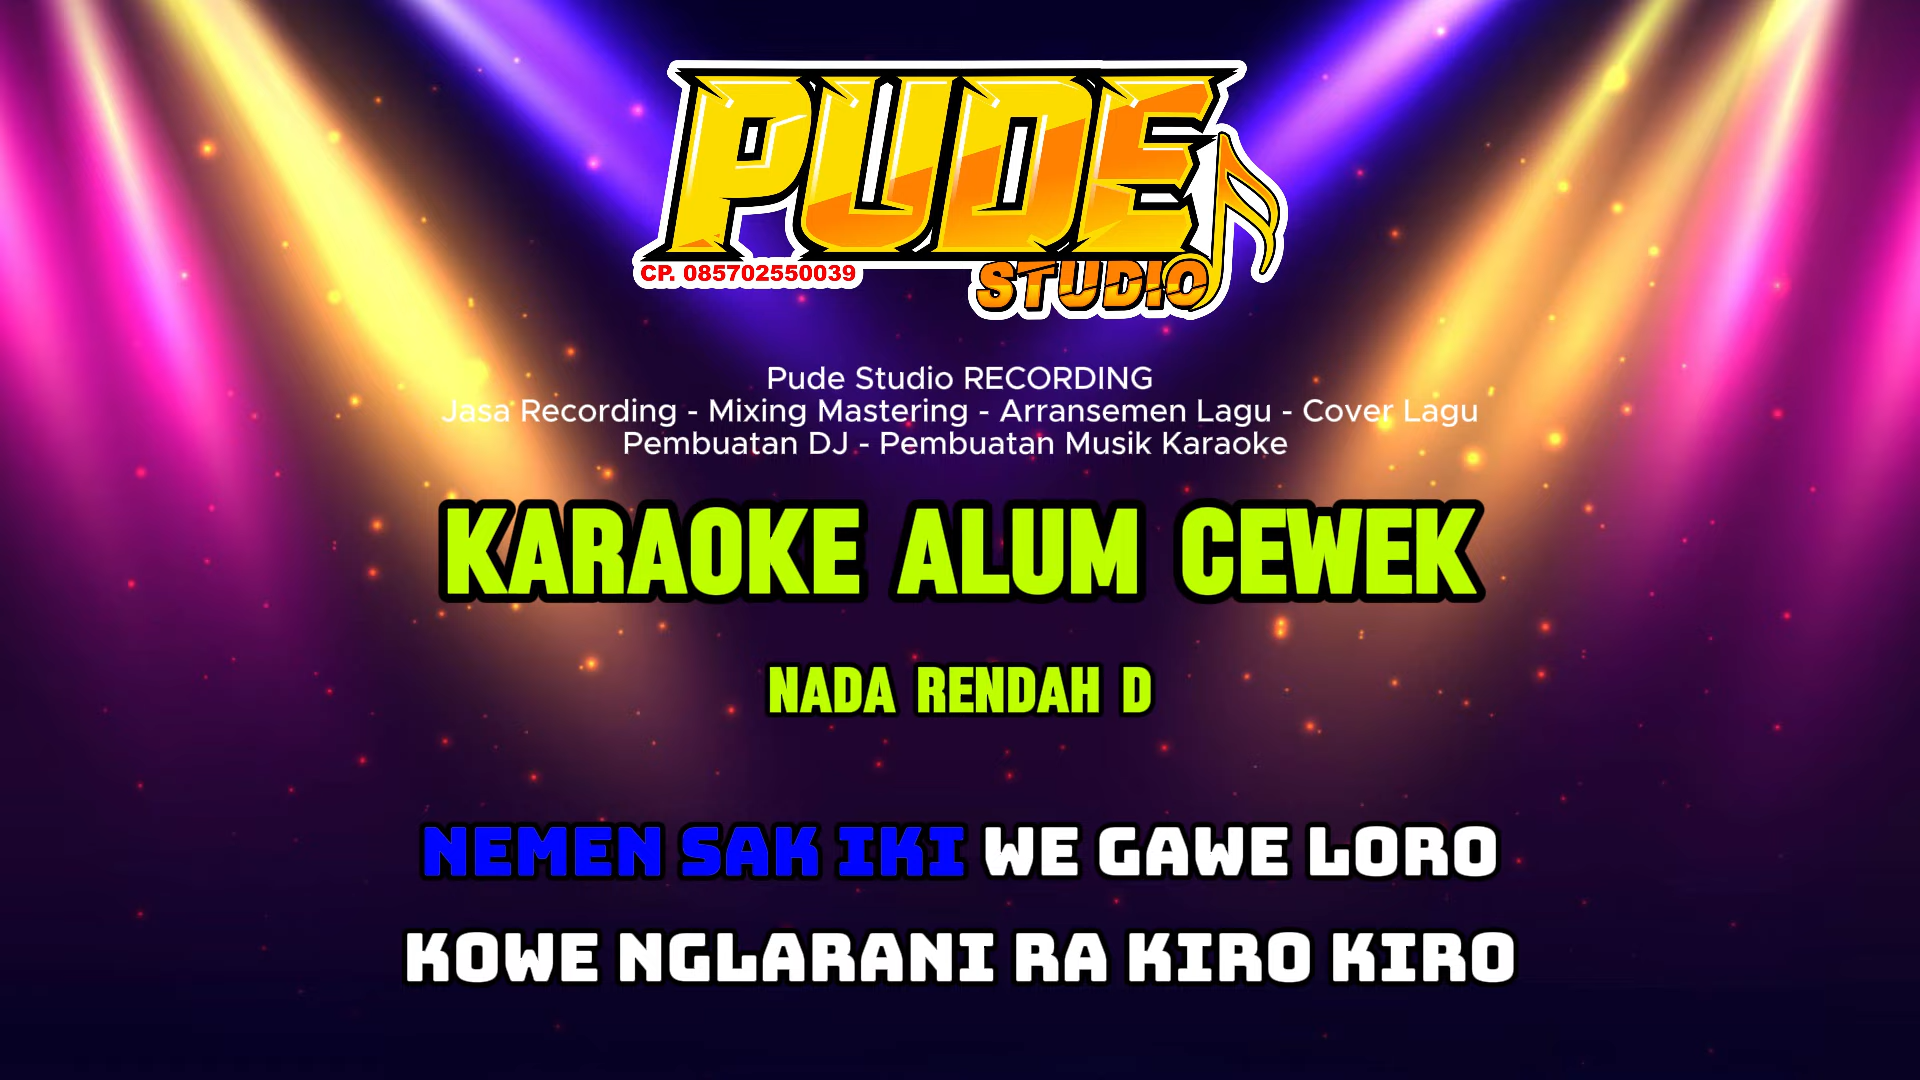 PUDE
CP. 085702550039
STUDIO
Pude Studio RECORDING
Jasa Recording - Mixing Mastering - Arransemen Lagu - Cover Lagu
Pembuatan DJ - Pembuatan Musik Karaoke
KARAOKE ALUM CEWEK
NADA RENDAH D
NEMEN SAK IKI WE GAWE LORO
KOWE NGLARANI RA KIRO KIRO